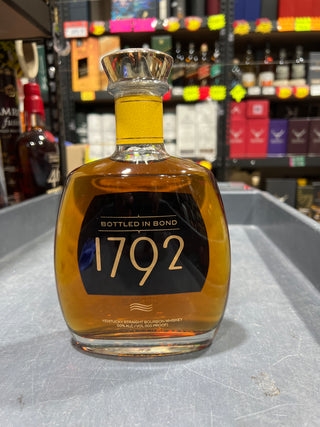 BOTTLED IN BOND
1792
KENTUCKY STRAIGHT BOURBON WHISKEY
50% ALC./VOL. (100 PROOF)